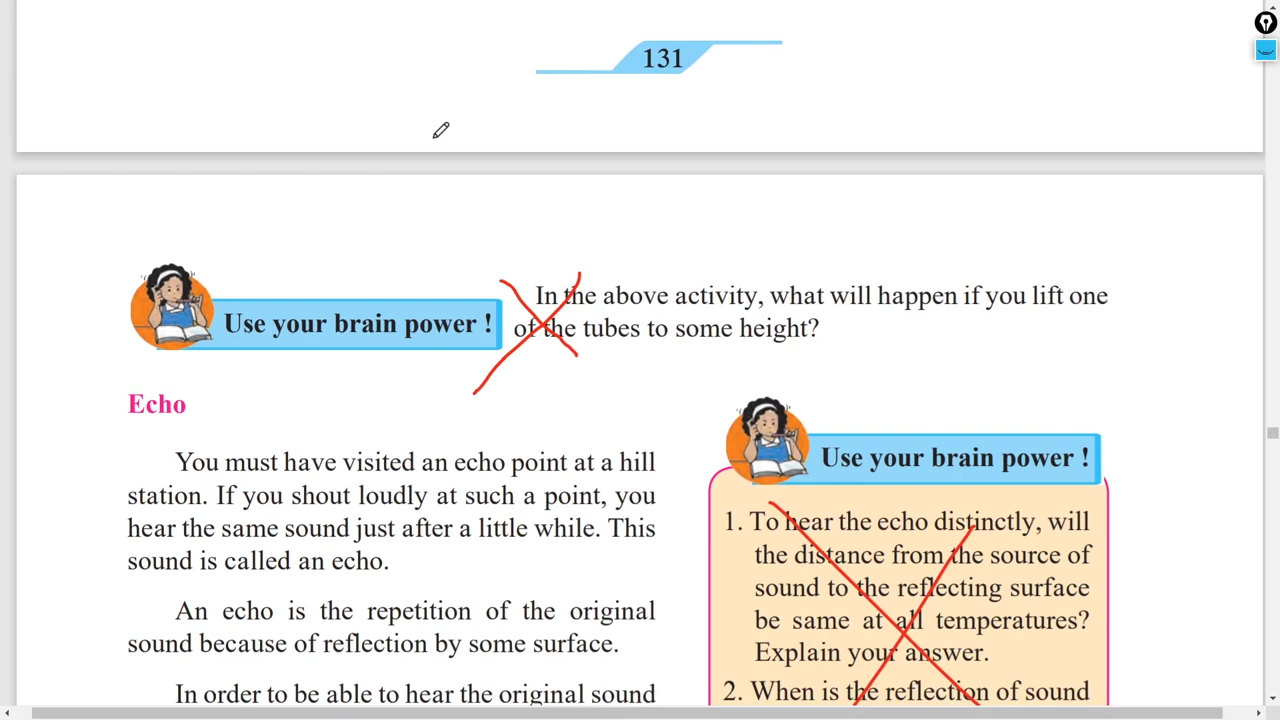 131
Use your brain power !
In the above activity, what will happen if you lift one
of the tubes to some height?
Echo
You must have visited an echo point at a hill
station. If you shout loudly at such a point, you
hear the same sound just after a little while. This
sound is called an echo.
An echo is the repetition of the original
sound because of reflection by some surface.
In order to be able to hear the original sound
Use your brain power !
1. To hear the echo distinctly, will
the distance from the source of
sound to the reflecting surface
be same at all temperatures?
Explain your answer.
2. When is the reflection of sound